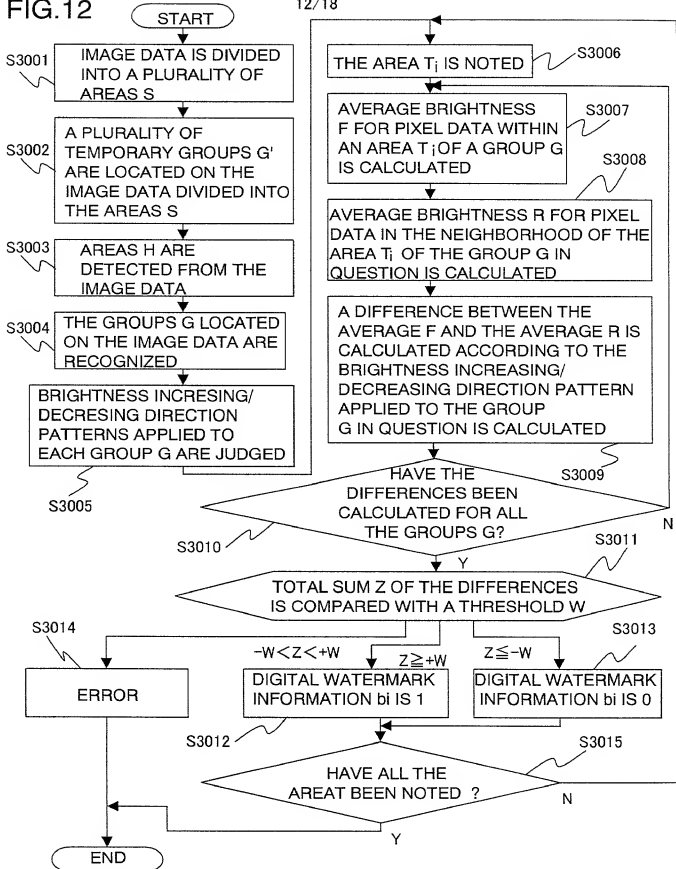 FIG.12
12/18
START
S3001
IMAGE DATA IS DIVIDED
INTO A PLURALITY OF
AREAS S
S3002
A PLURALITY OF
TEMPORARY GROUPS G'
ARE LOCATED ON THE
IMAGE DATA DIVIDED INTO
THE AREAS S
S3003
AREAS H ARE
DETECTED FROM THE
IMAGE DATA
S3004
THE GROUPS G LOCATED
ON THE IMAGE DATA ARE
RECOGNIZED
BRIGHTNESS INCRESING/
DECRESING DIRECTION
PATTERNS APPLIED TO
EACH GROUP G ARE JUDGED
S3005
THE AREA Ti IS NOTED
S3006
AVERAGE BRIGHTNESS
F FOR PIXEL DATA WITHIN
AN AREA Ti OF A GROUP G
IS CALCULATED
S3007
S3008
AVERAGE BRIGHTNESS R FOR PIXEL
DATA IN THE NEIGHBORHOOD OF THE
AREA Ti OF THE GROUP G IN
QUESTION IS CALCULATED
A DIFFERENCE BETWEEN THE
AVERAGE F AND THE AVERAGE R IS
CALCULATED ACCORDING TO THE
BRIGHTNESS INCREASING/
DECREASING DIRECTION PATTERN
APPLIED TO THE GROUP
G IN QUESTION IS CALCULATED
S3009
HAVE THE
DIFFERENCES BEEN
CALCULATED FOR ALL
THE GROUPS G?
N
S3010
Y
S3011
TOTAL SUM Z OF THE DIFFERENCES
IS COMPARED WITH A THRESHOLD W
S3014
-W<Z<+W
Z≧+W
Z≦-W
S3013
ERROR
DIGITAL WATERMARK
INFORMATION bi IS 1
DIGITAL WATERMARK
INFORMATION bi IS 0
S3012
S3015
HAVE ALL THE
AREAT BEEN NOTED ?
N
Y
END